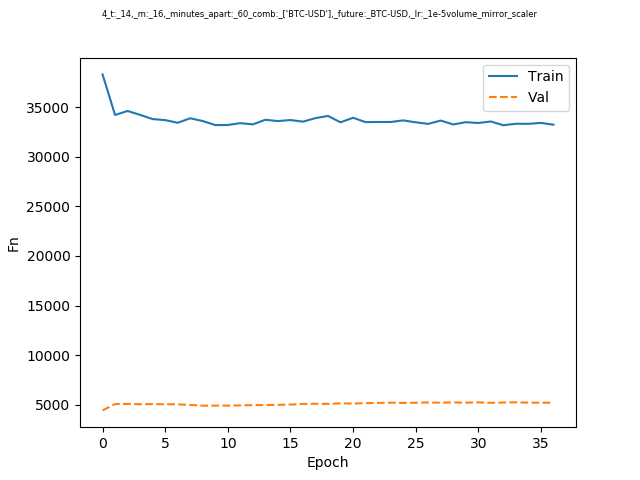 4_t:_14,_m:_16,_minutes_apart:_60_comb:_['BTC-USD'],_future:_BTC-USD,_lr:_1e-5volume_mirror_scaler
Train
Val
35000
30000
25000
20000
15000
10000
5000
Fn
0 5 10 15 20 25 30 35
Epoch